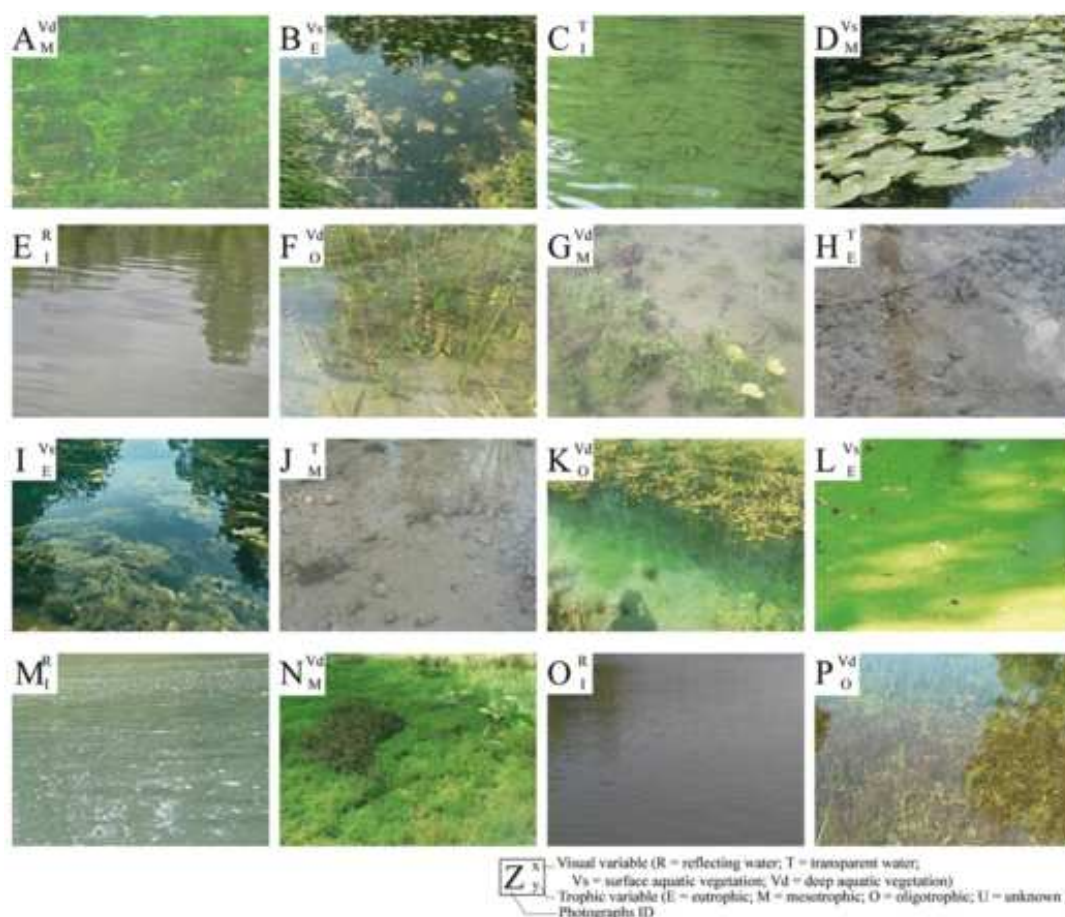 A Vd M
B Vs E
C T I
D Vs M
E R I
F Vd O
G Vd M
H T E
I Vs E
J T M
K Vd O
L Vs E
M R I
N Vd M
O R I
P Vd O
Z x y
Visual variable (R = reflecting water; T = transparent water;
Vs = surface aquatic vegetation; Vd = deep aquatic vegetation)
Trophic variable (E = eutrophic; M = mesotrophic; O = oligotrophic; U = unknown
Photographs ID